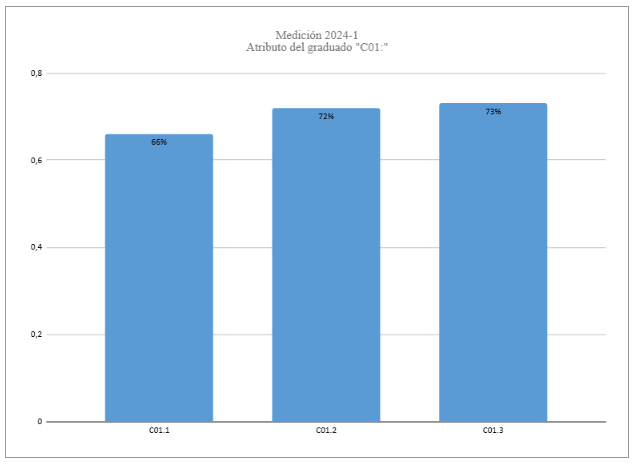 Medición 2024-1
Atributo del graduado "C01:"
0,8
72%
73%
66%
0,6
0,4
0,2
0
C01.1
C01.2
C01.3